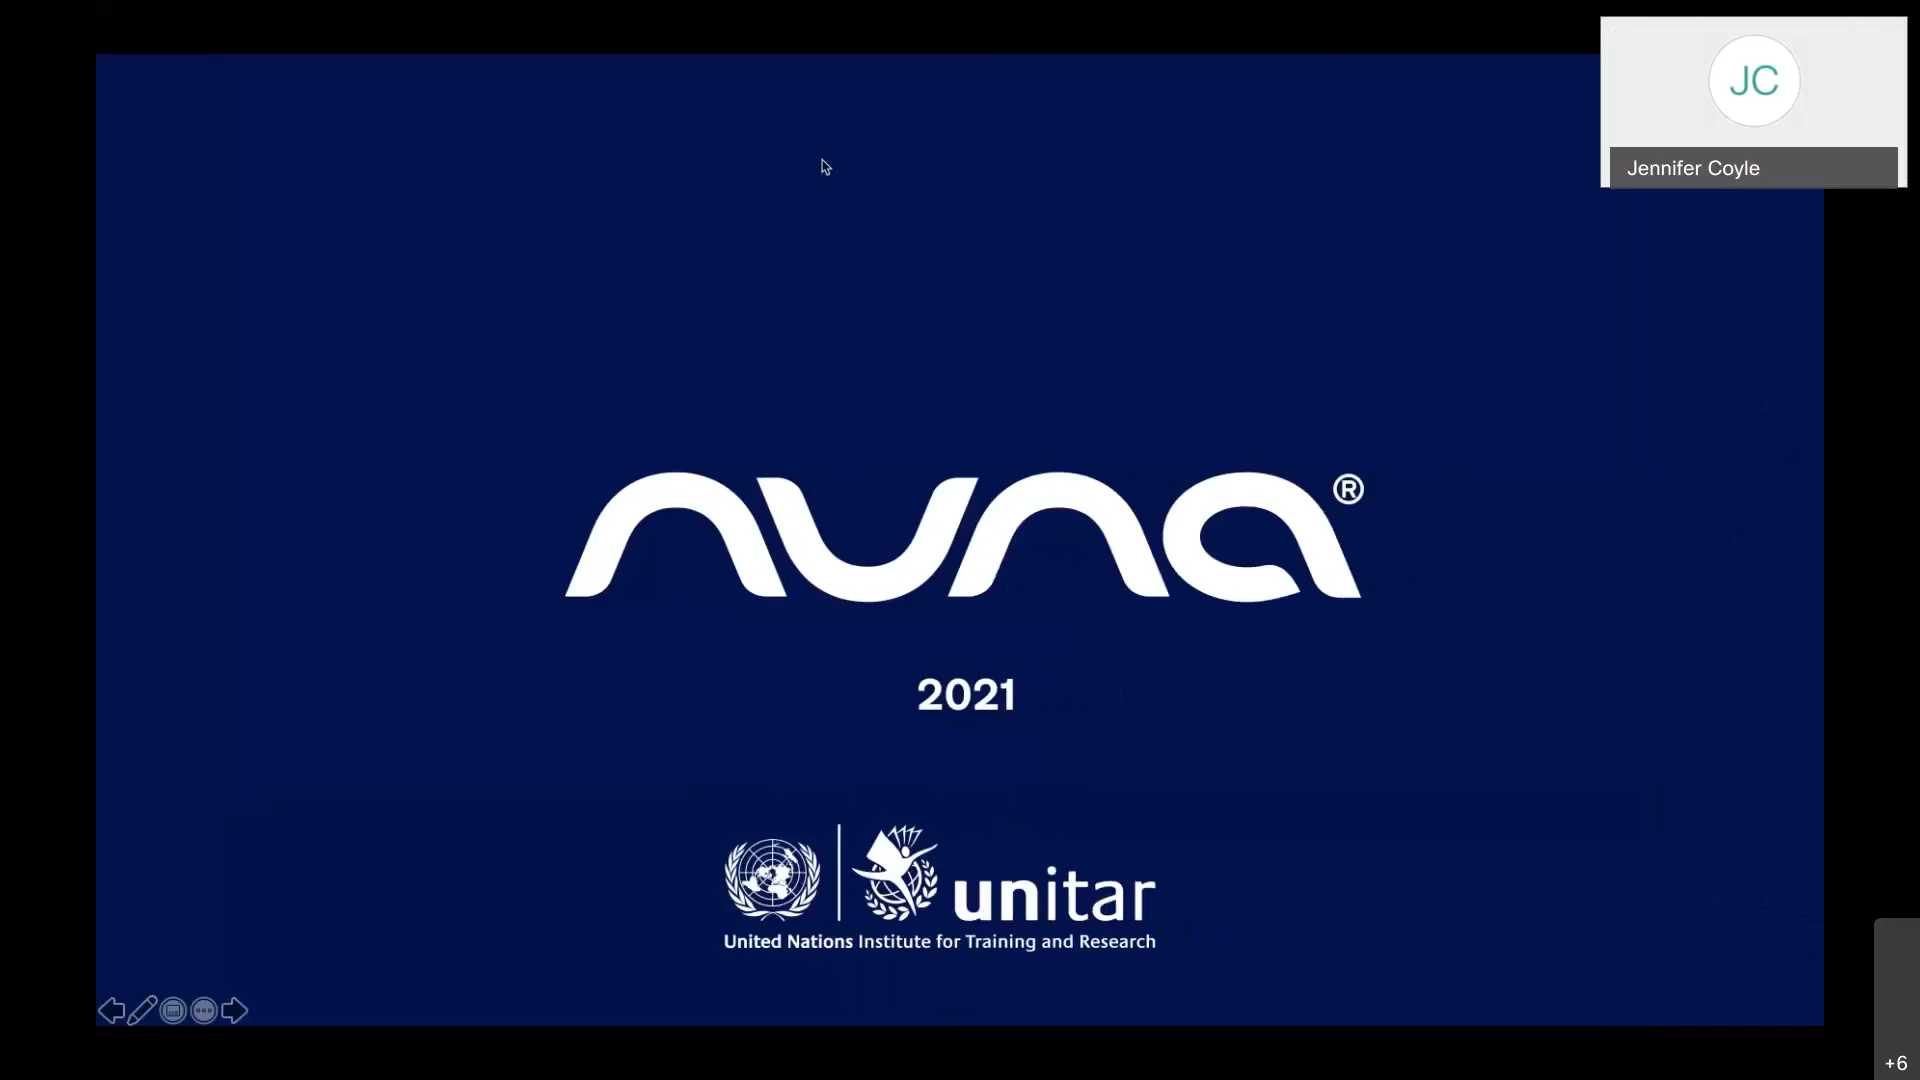 JC
Jennifer Coyle
nuna®
2021
unitar
United Nations Institute for Training and Research
+6